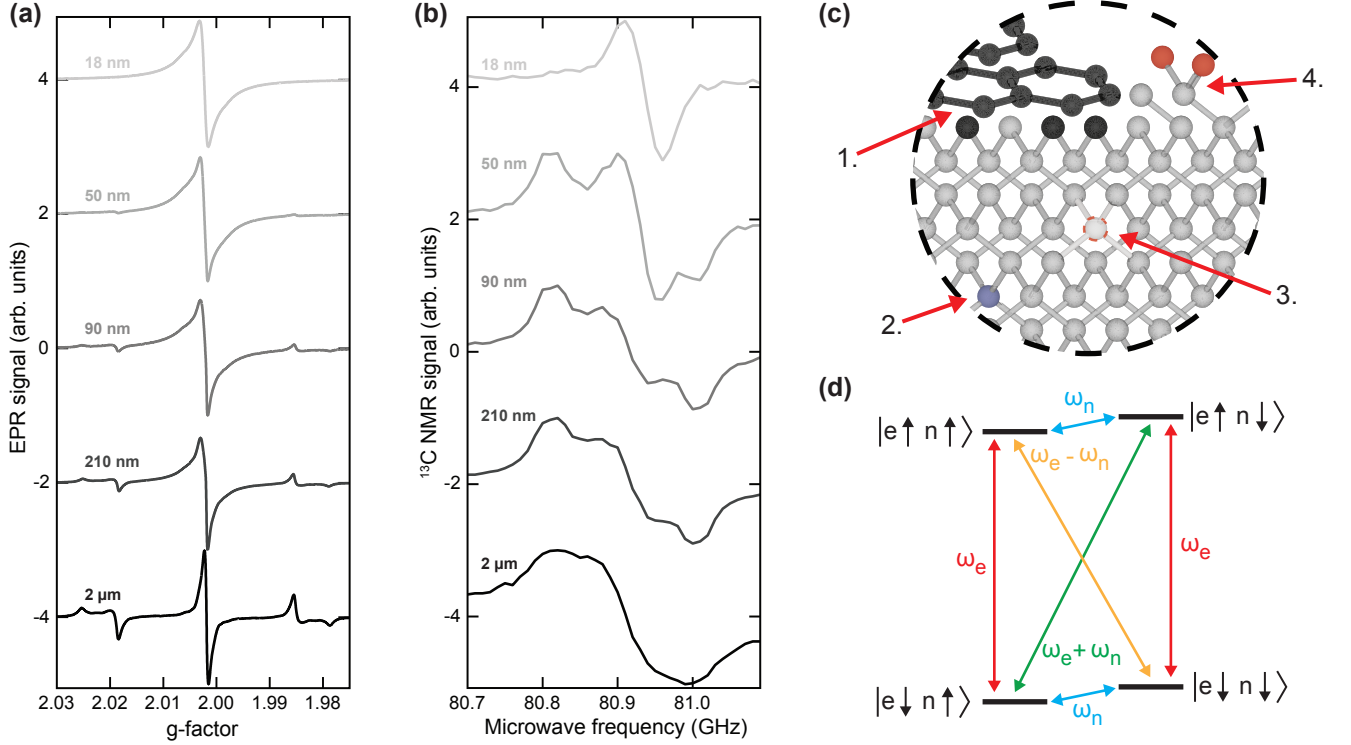 (a)
18 nm
50 nm
90 nm
210 nm
2 µm
4
2
0
-2
-4
EPR signal (arb. units)
2.03
2.02
2.01
2.00
1.99
1.98
g-factor
(b)
18 nm
50 nm
90 nm
210 nm
2 µm
4
2
0
-2
-4
¹³C NMR signal (arb. units)
80.7
80.8
80.9
81.0
Microwave frequency (GHz)
(c)
1.
2.
3.
4.
(d)
|e↑ n↑⟩
ωn
|e↑ n↓⟩
ωe - ωn
ωe
ωe
ωe + ωn
|e↓ n↑⟩
ωn
|e↓ n↓⟩